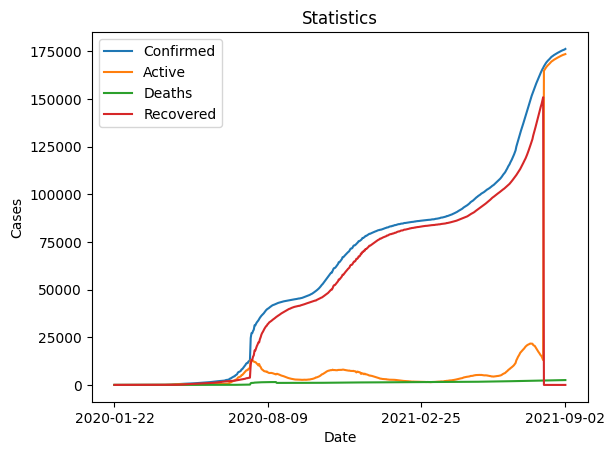 Statistics
Confirmed
Active
Deaths
Recovered
175000
150000
125000
100000
75000
50000
25000
0
Cases
2020-01-22
2020-08-09
2021-02-25
2021-09-02
Date